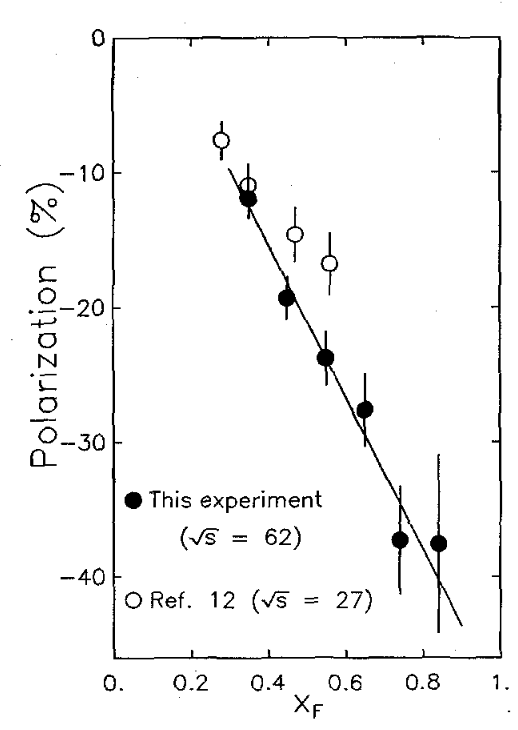 0
−10
−20
−30
−40
Polarization (%)
● This experiment
(√s = 62)
○ Ref. 12 (√s = 27)
0. 0.2 0.4 0.6 0.8 1.
X_F